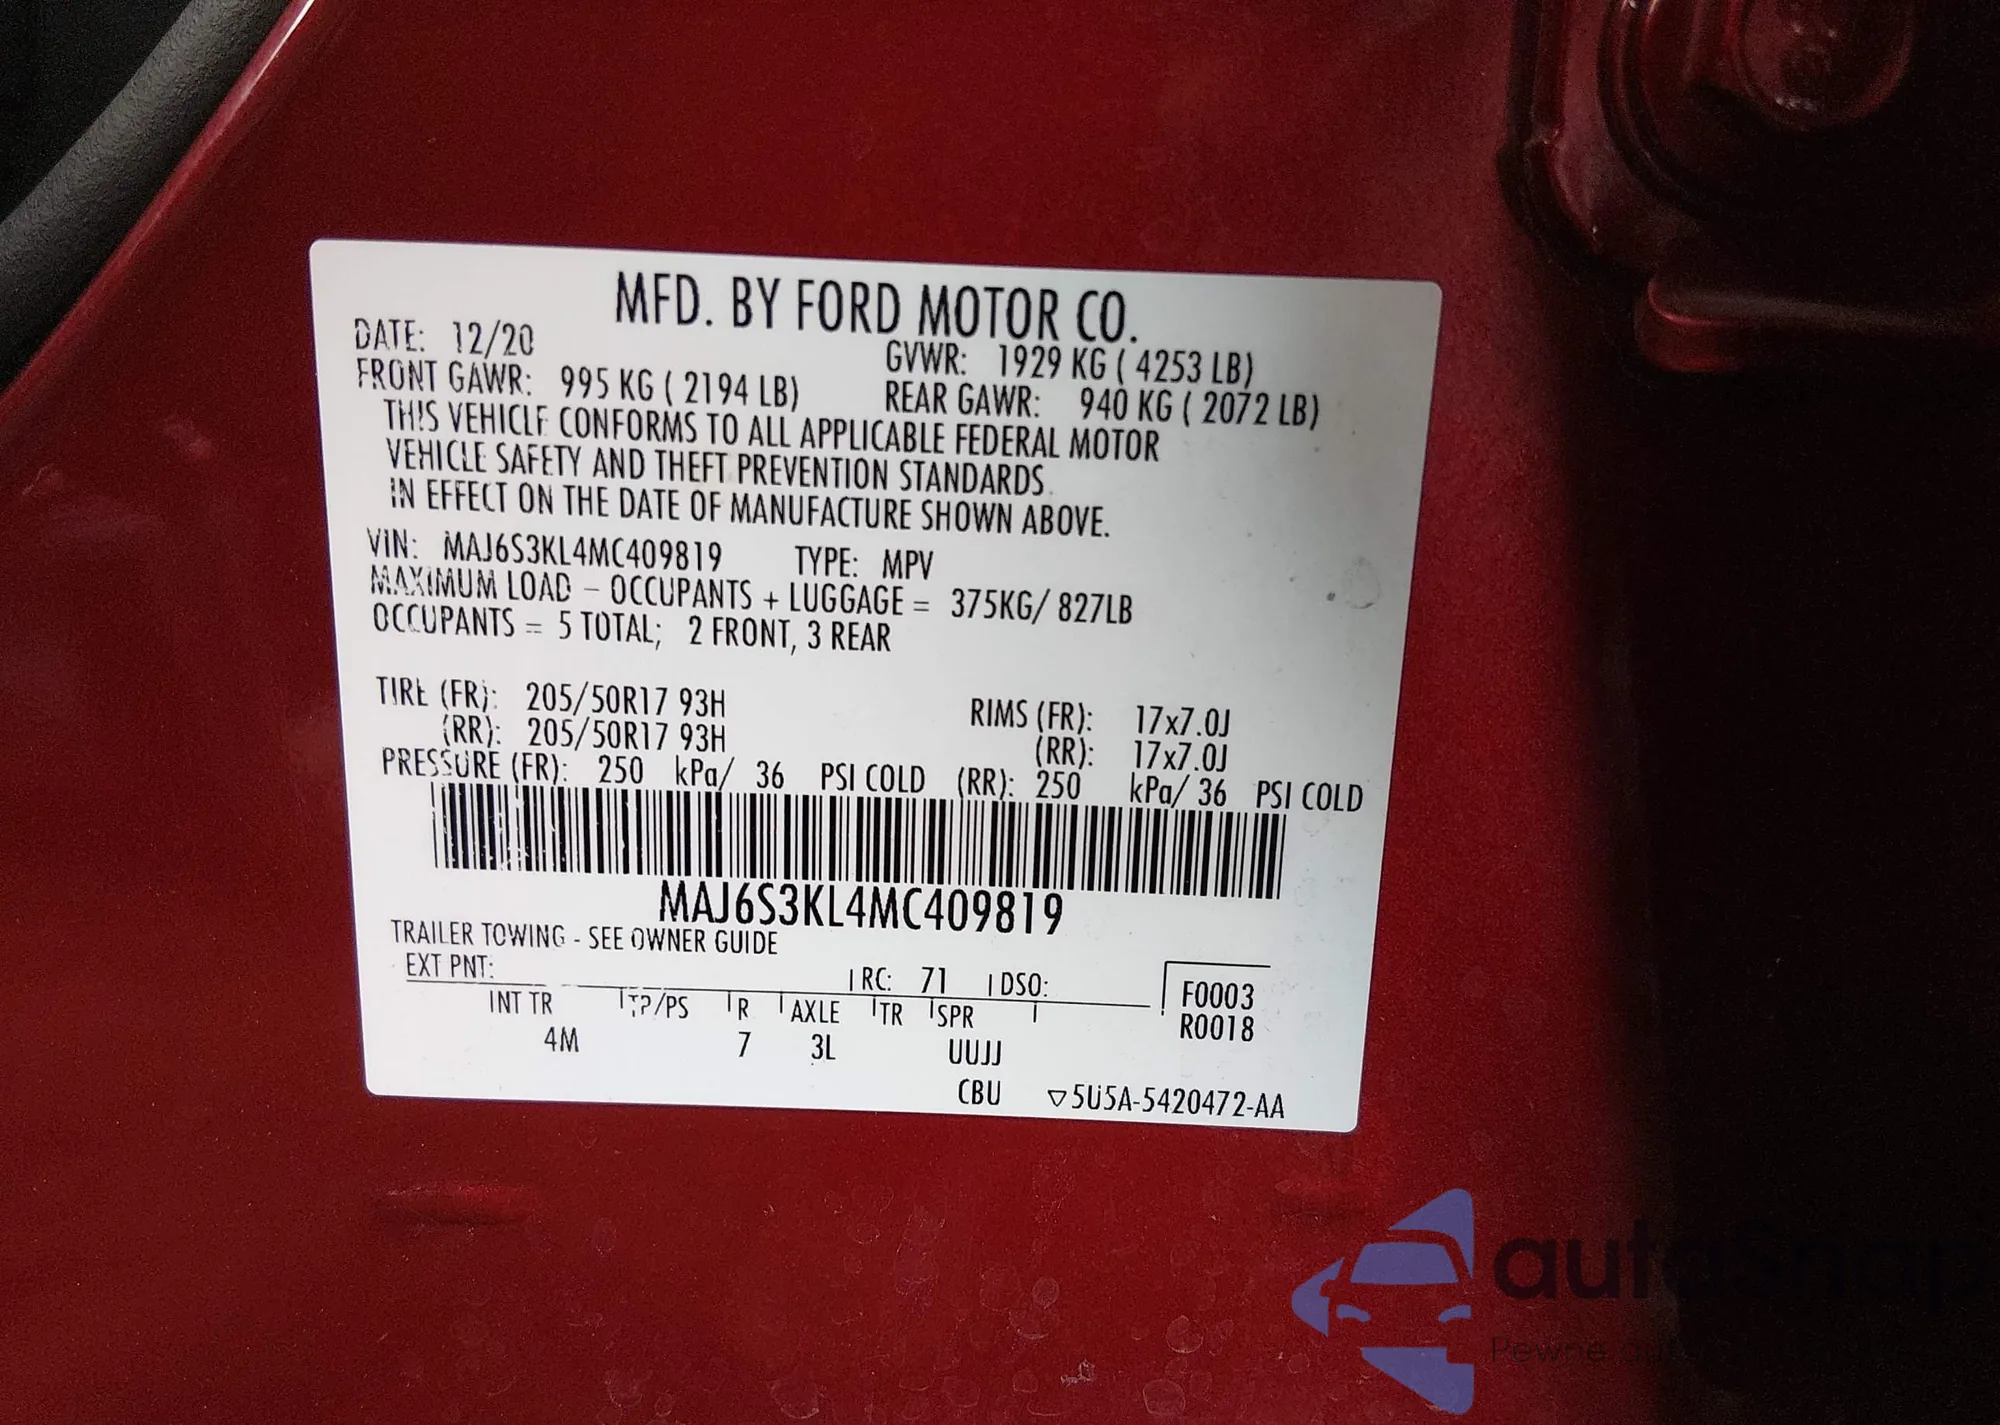 MFD. BY FORD MOTOR CO.
DATE: 12/20 GVWR: 1929 KG ( 4253 LB)
FRONT GAWR: 995 KG ( 2194 LB) REAR GAWR: 940 KG ( 2072 LB)
THIS VEHICLE CONFORMS TO ALL APPLICABLE FEDERAL MOTOR
VEHICLE SAFETY AND THEFT PREVENTION STANDARDS
IN EFFECT ON THE DATE OF MANUFACTURE SHOWN ABOVE.
VIN: MAJ6S3KL4MC409819 TYPE: MPV
MAXIMUM LOAD - OCCUPANTS + LUGGAGE = 375KG/ 827LB
OCCUPANTS = 5 TOTAL; 2 FRONT, 3 REAR
TIRE (FR): 205/50R17 93H RIMS (FR): 17x7.0J
(RR): 205/50R17 93H (RR): 17x7.0J
PRESSURE (FR): 250 kPa/ 36 PSI COLD (RR): 250 kPa/ 36 PSI COLD
MAJ6S3KL4MC409819
TRAILER TOWING - SEE OWNER GUIDE
EXT PNT: RC: 71 DSO: F0003
INT TR TP/PS R AXLE TR SPR R0018
4M 7 3L UUJJ
CBU ▽5U5A-5420472-AA
autosnap
Pewne